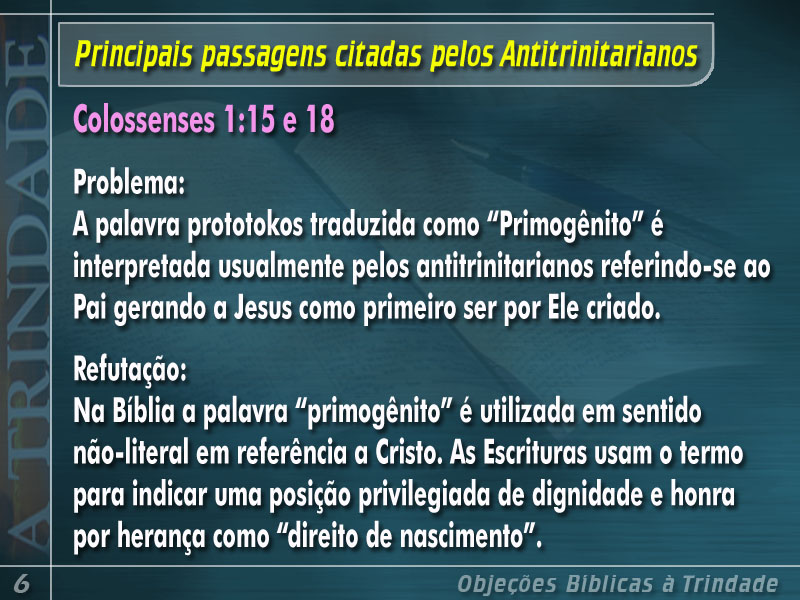 Principais passagens citadas pelos Antitrinitarianos
Colossenses 1:15 e 18
Problema:
A palavra prototokos traduzida como “Primogênito” é
interpretada usualmente pelos antitrinitarianos referindo-se ao
Pai gerando a Jesus como primeiro ser por Ele criado.
Refutação:
Na Bíblia a palavra “primogênito” é utilizada em sentido
não-literal em referência a Cristo. As Escrituras usam o termo
para indicar uma posição privilegiada de dignidade e honra
por herança como “direito de nascimento”.
A TRINDADE
6
Objeções Bíblicas à Trindade